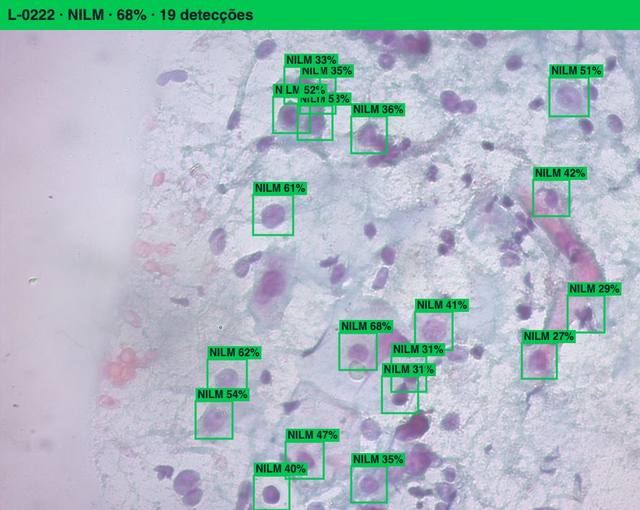 L-0222 · NILM · 68% · 19 detecções
NILM 33%
NILM 35%
NILM 51%
NILM 52%
NILM 53%
NILM 36%
NILM 42%
NILM 61%
NILM 29%
NILM 41%
NILM 68%
NILM 27%
NILM 31%
NILM 62%
NILM 31%
NILM 54%
NILM 47%
NILM 35%
NILM 40%